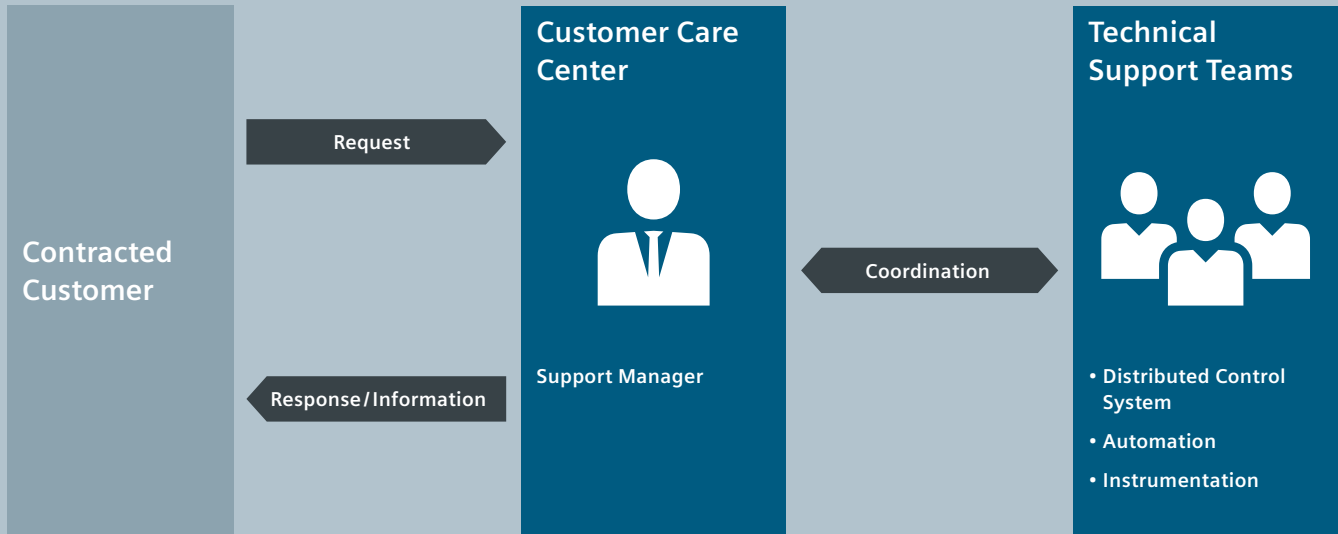 Contracted
Customer
Request
Response/Information
Customer Care
Center
Support Manager
Coordination
Technical
Support Teams
• Distributed Control
System
• Automation
• Instrumentation